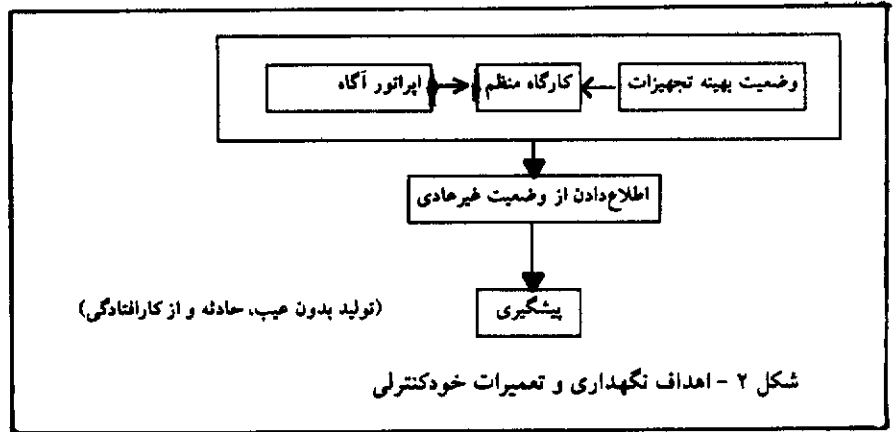 وضعیت بهینه تجهیزات
کارگاه منظم
اپراتور آگاه
اطلاع‌دادن از وضعیت غیرعادی
پیشگیری
(تولید بدون عیب، حادثه و از کارافتادگی)
شکل ۲ - اهداف نگهداری و تعمیرات خودکنترلی